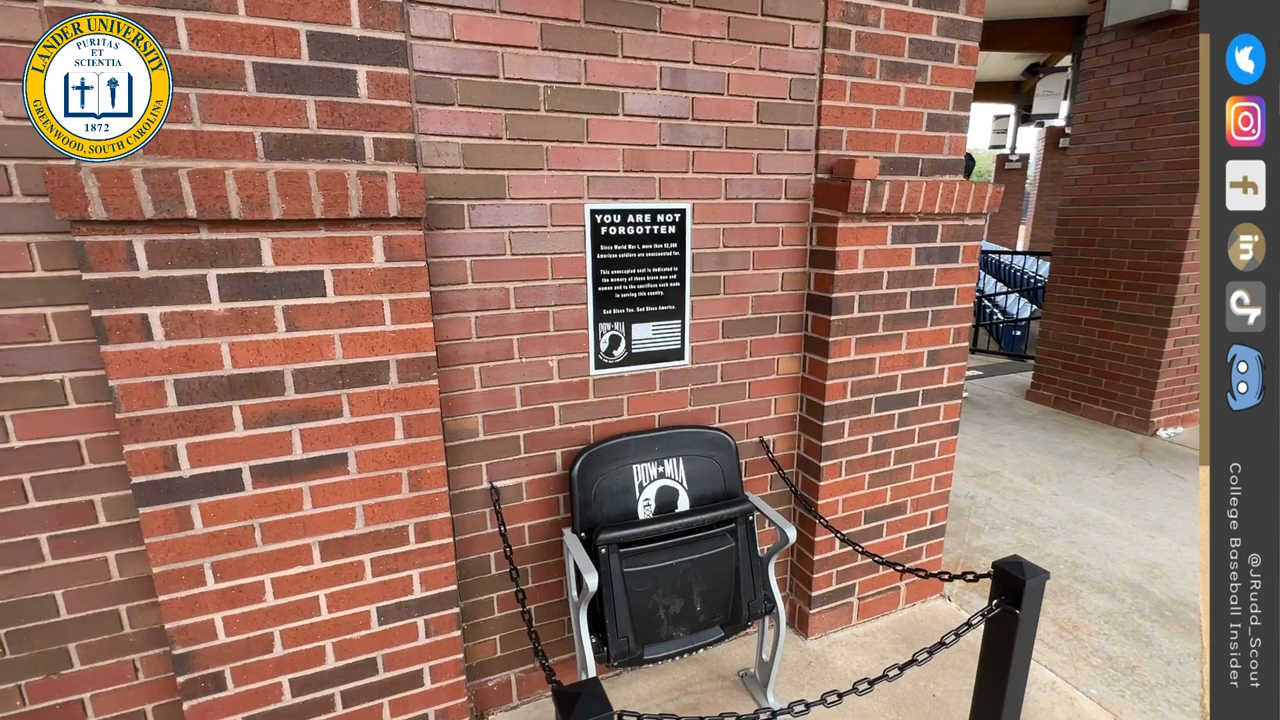 LANDER UNIVERSITY
PURITAS
ET
SCIENTIA
1872
GREENWOOD, SOUTH CAROLINA
YOU ARE NOT
FORGOTTEN
Since World War I, more than 92,000
American soldiers are unaccounted for.
This unoccupied seat is dedicated to
the memory of these brave men and
women and to the sacrifices each made
in serving this country.
God Bless You. God Bless America.
POW★MIA
POW★MIA
@JRudd_Scout
College Baseball Insider